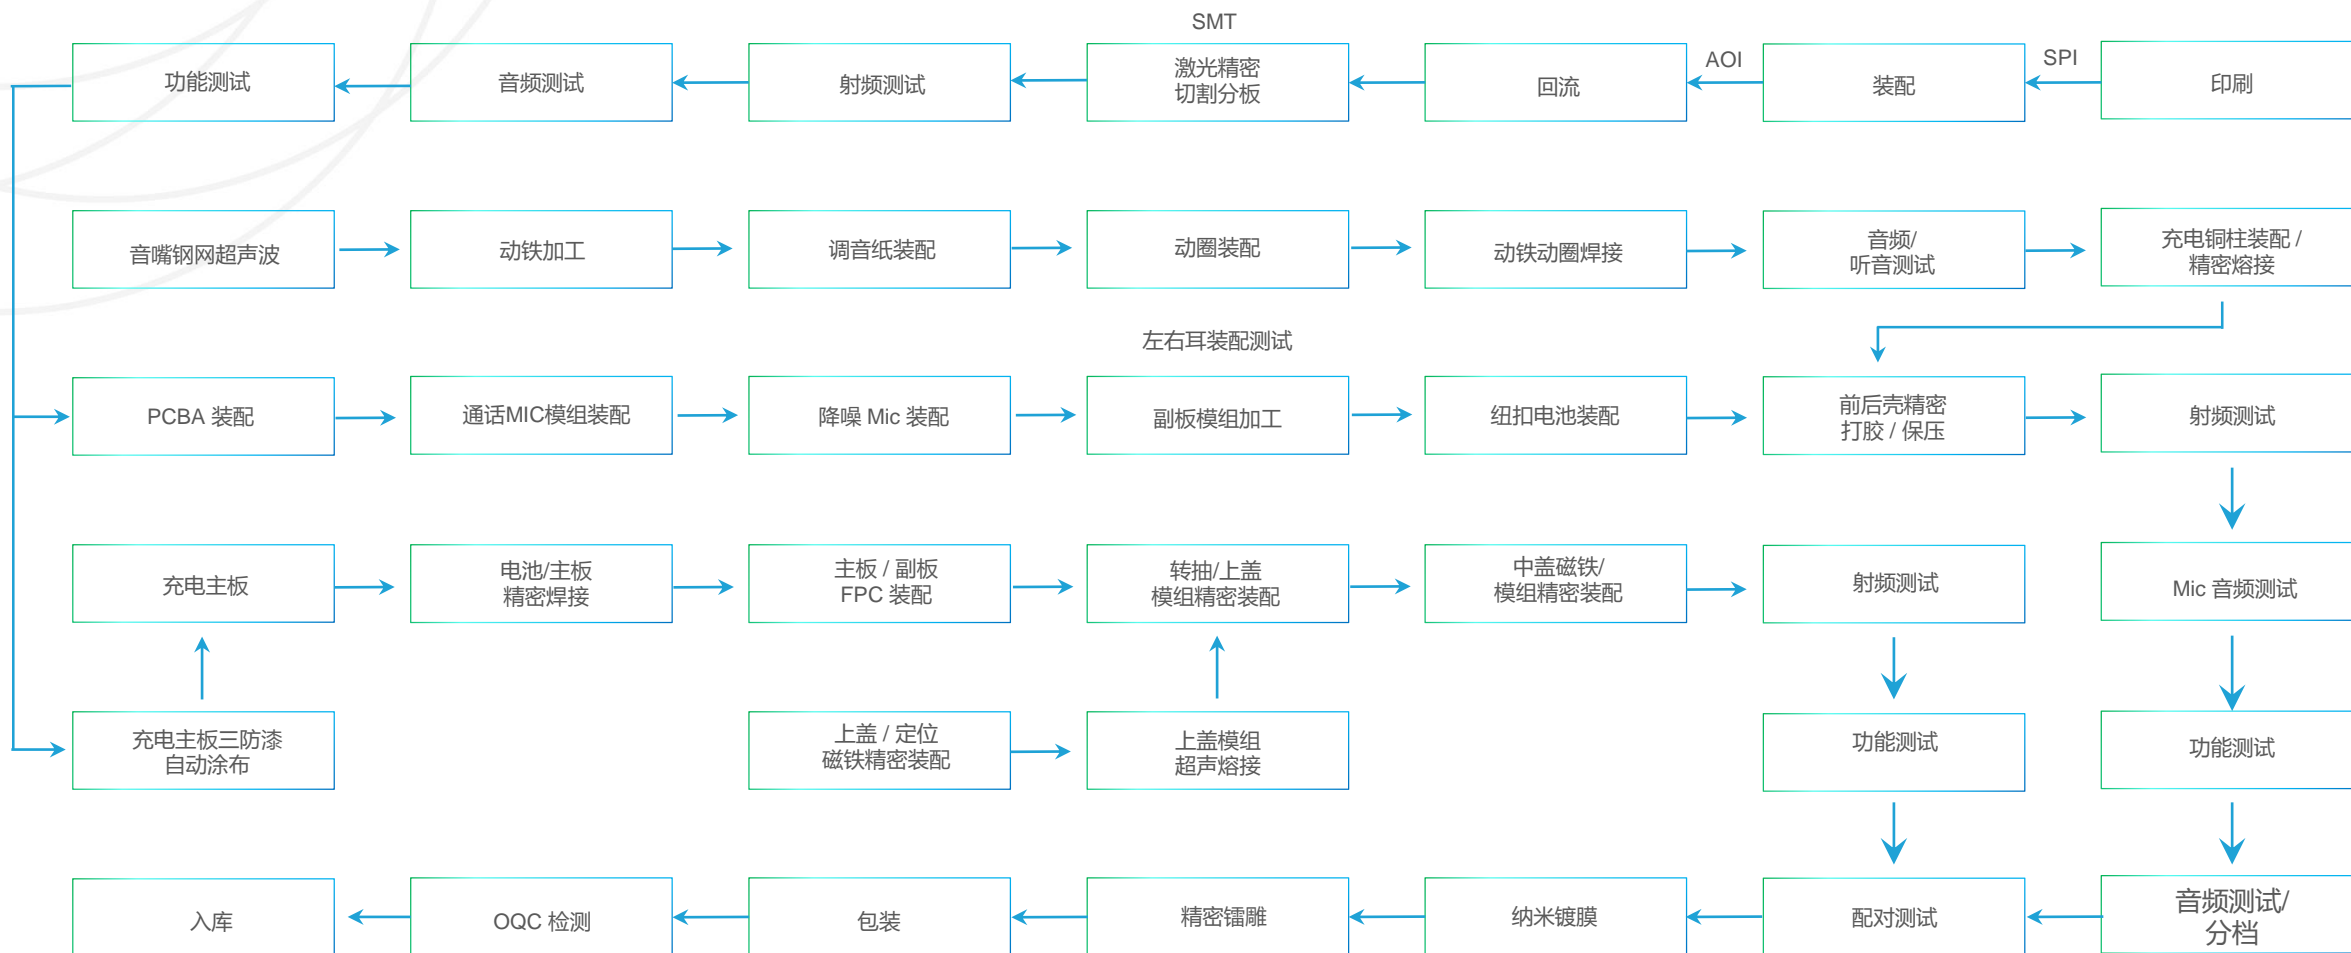 SMT
功能测试
音频测试
射频测试
激光精密
切割分板
回流
AOI
装配
SPI
印刷
音嘴钢网超声波
动铁加工
调音纸装配
动圈装配
动铁动圈焊接
音频/
听音测试
充电铜柱装配 /
精密熔接
左右耳装配测试
PCBA 装配
通话MIC模组装配
降噪 Mic 装配
副板模组加工
纽扣电池装配
前后壳精密
打胶 / 保压
射频测试
充电主板
电池/主板
精密焊接
主板 / 副板
FPC 装配
转抽/上盖
模组精密装配
中盖磁铁/
模组精密装配
射频测试
Mic 音频测试
充电主板三防漆
自动涂布
上盖 / 定位
磁铁精密装配
上盖模组
超声熔接
功能测试
功能测试
入库
OQC 检测
包装
精密镭雕
纳米镀膜
配对测试
音频测试/
分档